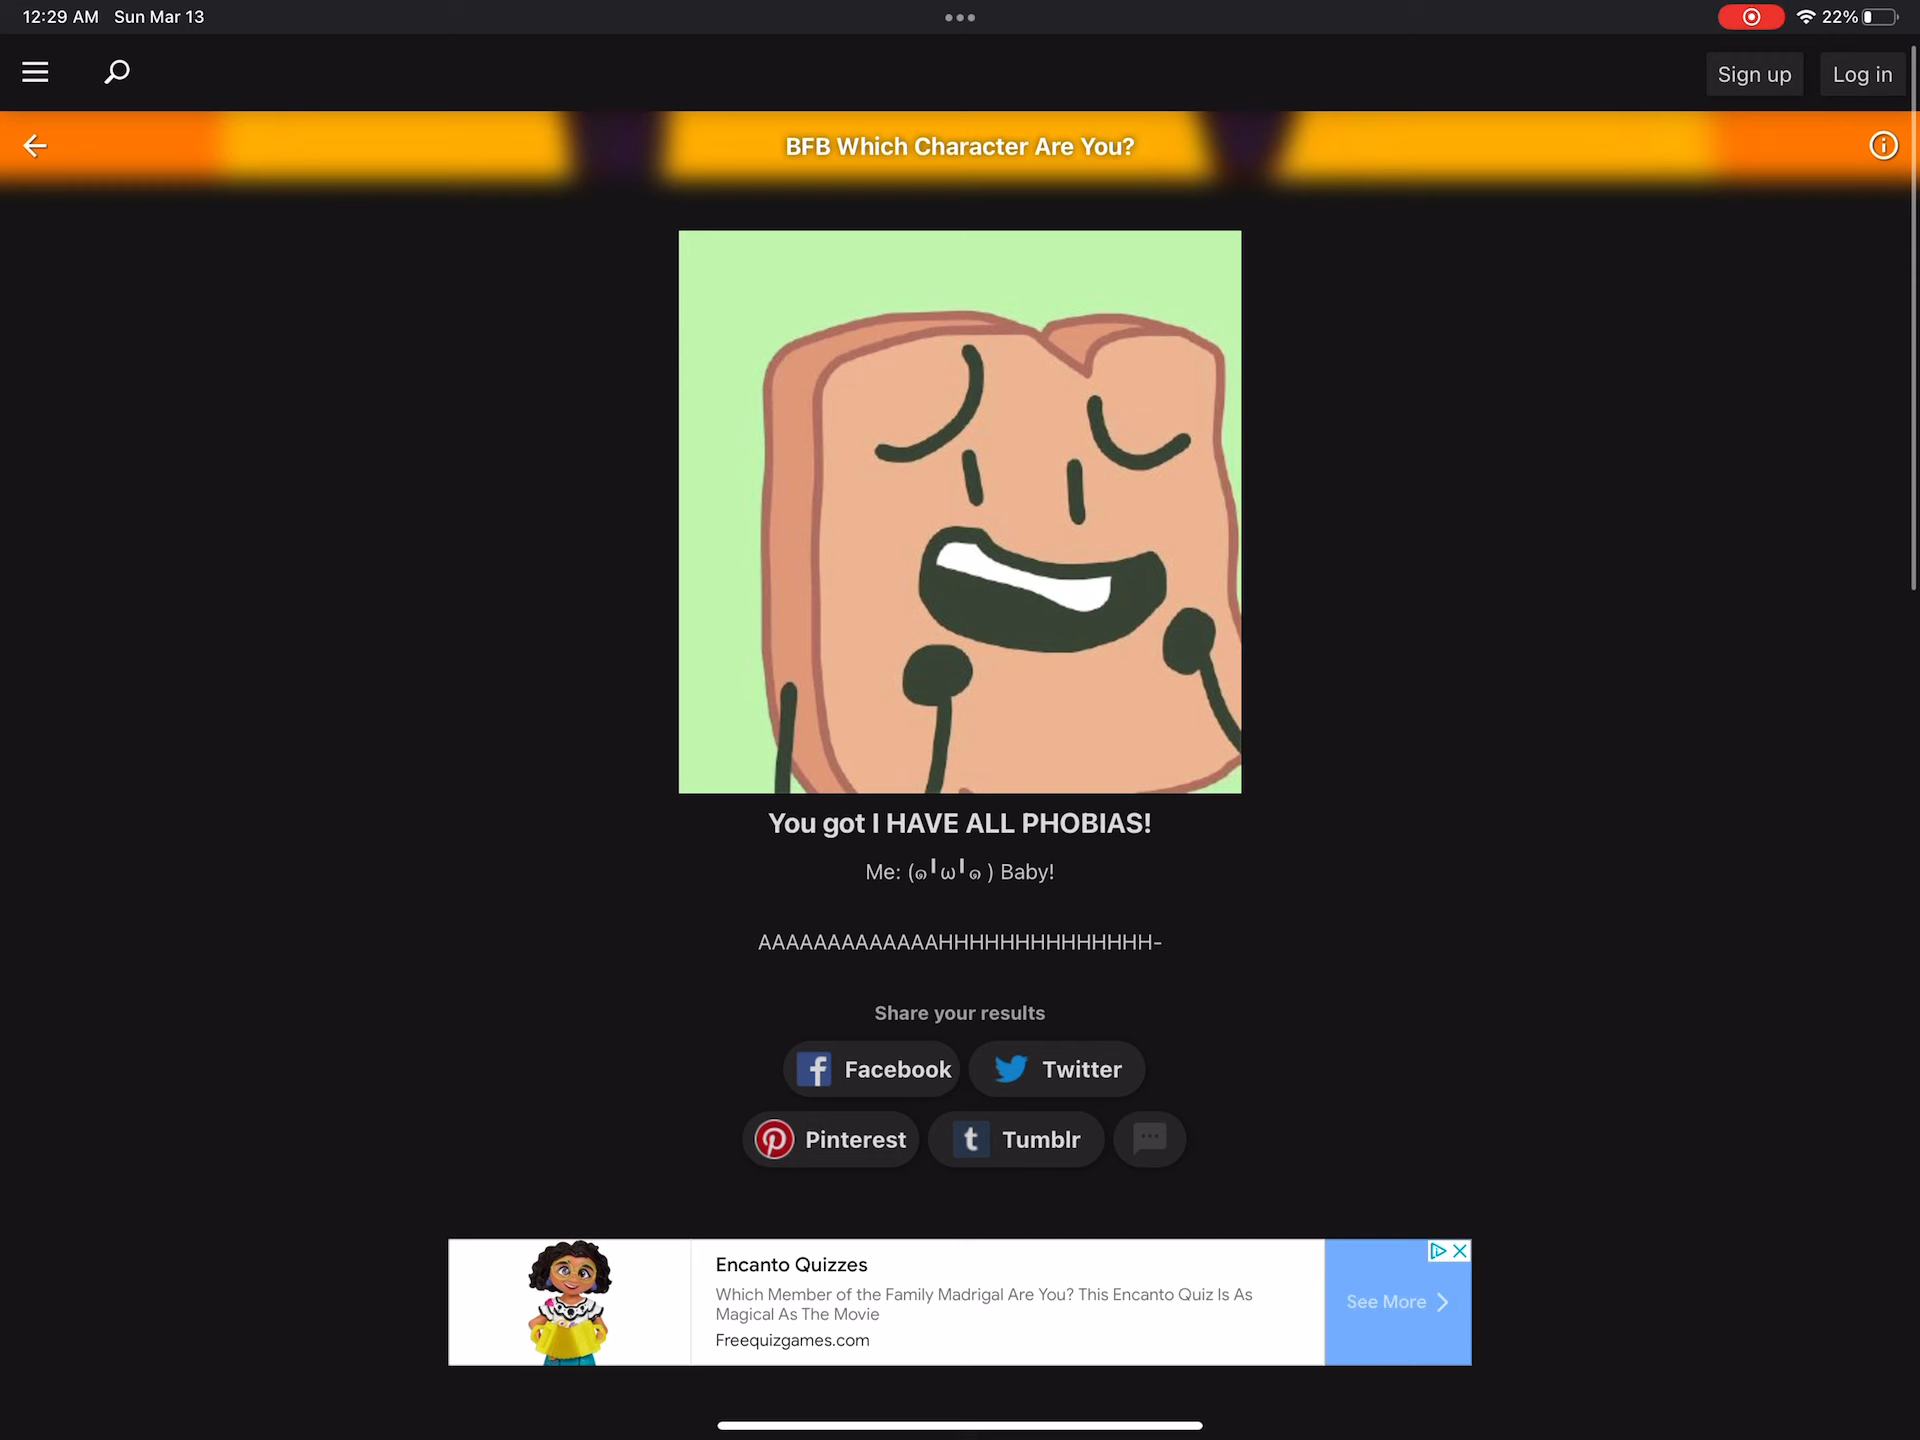 12:29 AM Sun Mar 13
22%
Sign up
Log in
BFB Which Character Are You?
You got I HAVE ALL PHOBIAS!
Me: (๑╹ω╹๑ ) Baby!
AAAAAAAAAAAAAHHHHHHHHHHHHHH-
Share your results
Facebook
Twitter
Pinterest
Tumblr
Encanto Quizzes
Which Member of the Family Madrigal Are You? This Encanto Quiz Is As
Magical As The Movie
Freequizgames.com
See More